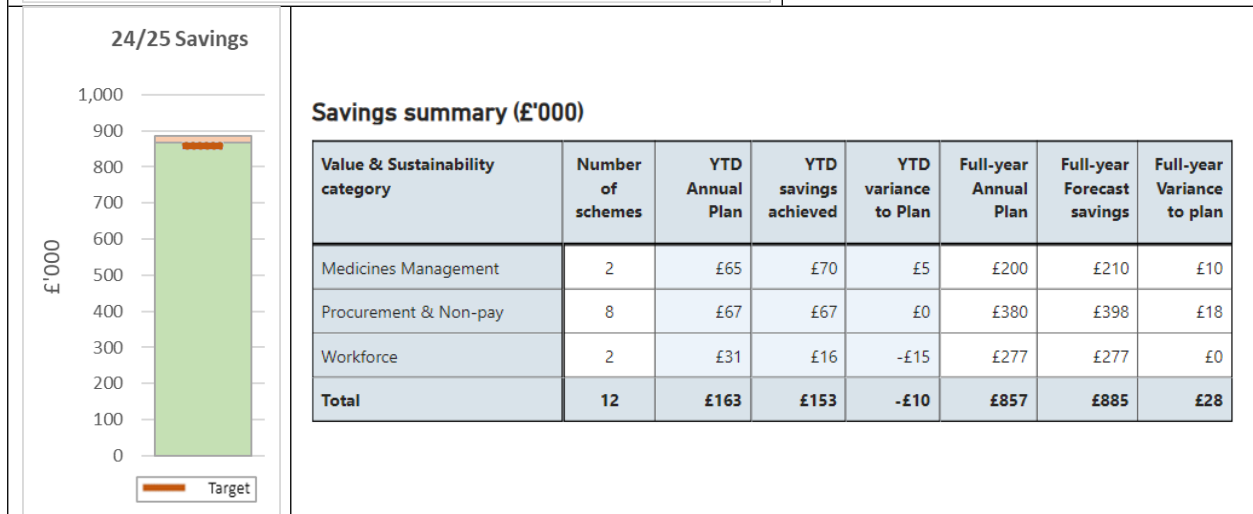 24/25 Savings
1,000
900
800
700
600
500
400
300
200
100
0
£'000
Target
Savings summary (£'000)
Value & Sustainability category Number of schemes YTD Annual Plan YTD savings achieved YTD variance to Plan Full-year Annual Plan Full-year Forecast savings Full-year Variance to plan
Medicines Management 2 £65 £70 £5 £200 £210 £10
Procurement & Non-pay 8 £67 £67 £0 £380 £398 £18
Workforce 2 £31 £16 -£15 £277 £277 £0
Total 12 £163 £153 -£10 £857 £885 £28